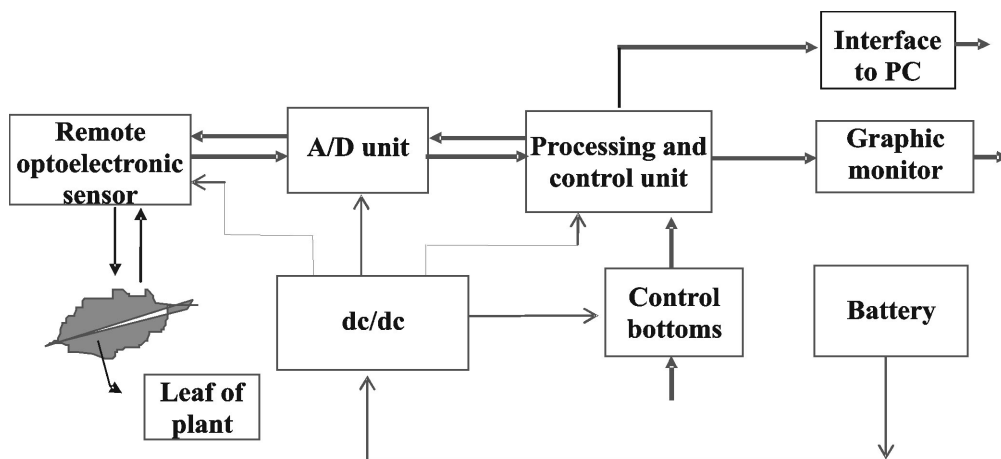 Interface
to PC
Remote
optoelectronic
sensor
A/D unit
Processing and
control unit
Graphic
monitor
dc/dc
Control
bottoms
Battery
Leaf of
plant